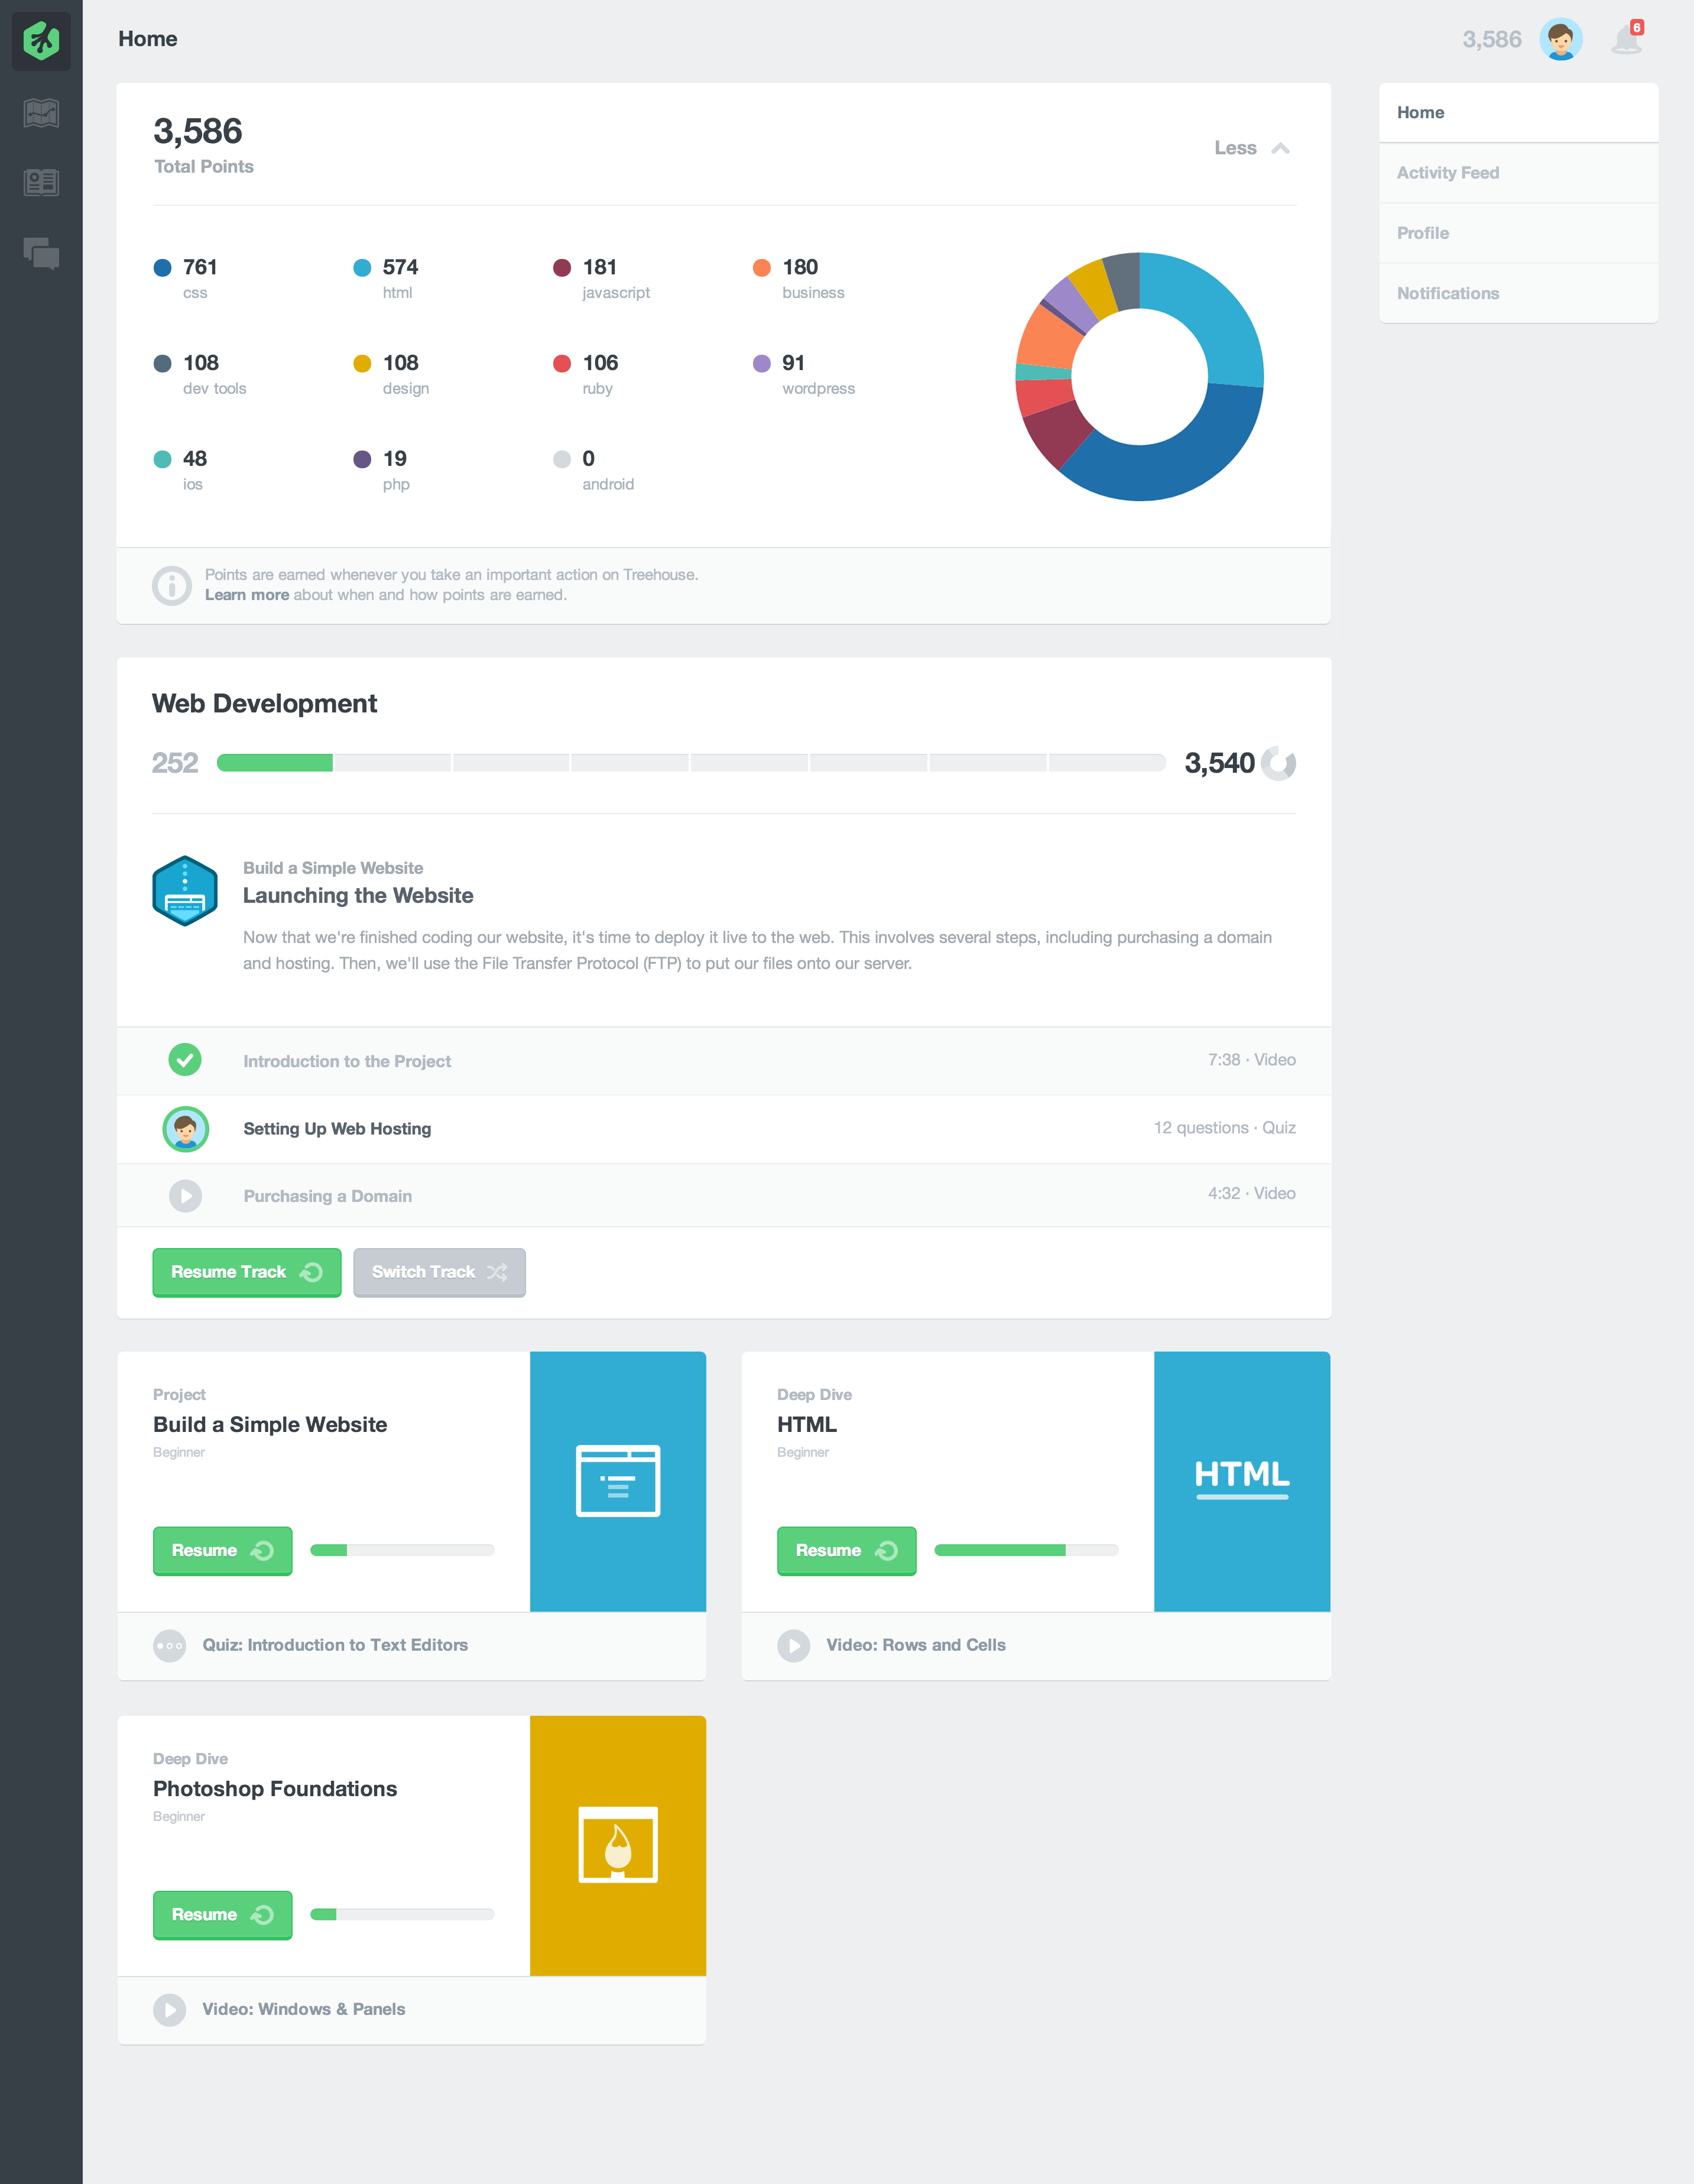 Home
3,586
6
3,586
Total Points
Less
761
css
574
html
181
javascript
180
business
108
dev tools
108
design
106
ruby
91
wordpress
48
ios
19
php
0
android
Points are earned whenever you take an important action on Treehouse.
Learn more about when and how points are earned.
Home
Activity Feed
Profile
Notifications
Web Development
252
3,540
Build a Simple Website
Launching the Website
Now that we're finished coding our website, it's time to deploy it live to the web. This involves several steps, including purchasing a domain
and hosting. Then, we'll use the File Transfer Protocol (FTP) to put our files onto our server.
Introduction to the Project
7:38 · Video
Setting Up Web Hosting
12 questions · Quiz
Purchasing a Domain
4:32 · Video
Resume Track
Switch Track
Project
Build a Simple Website
Beginner
Resume
Quiz: Introduction to Text Editors
Deep Dive
HTML
Beginner
Resume
HTML
Video: Rows and Cells
Deep Dive
Photoshop Foundations
Beginner
Resume
Video: Windows & Panels